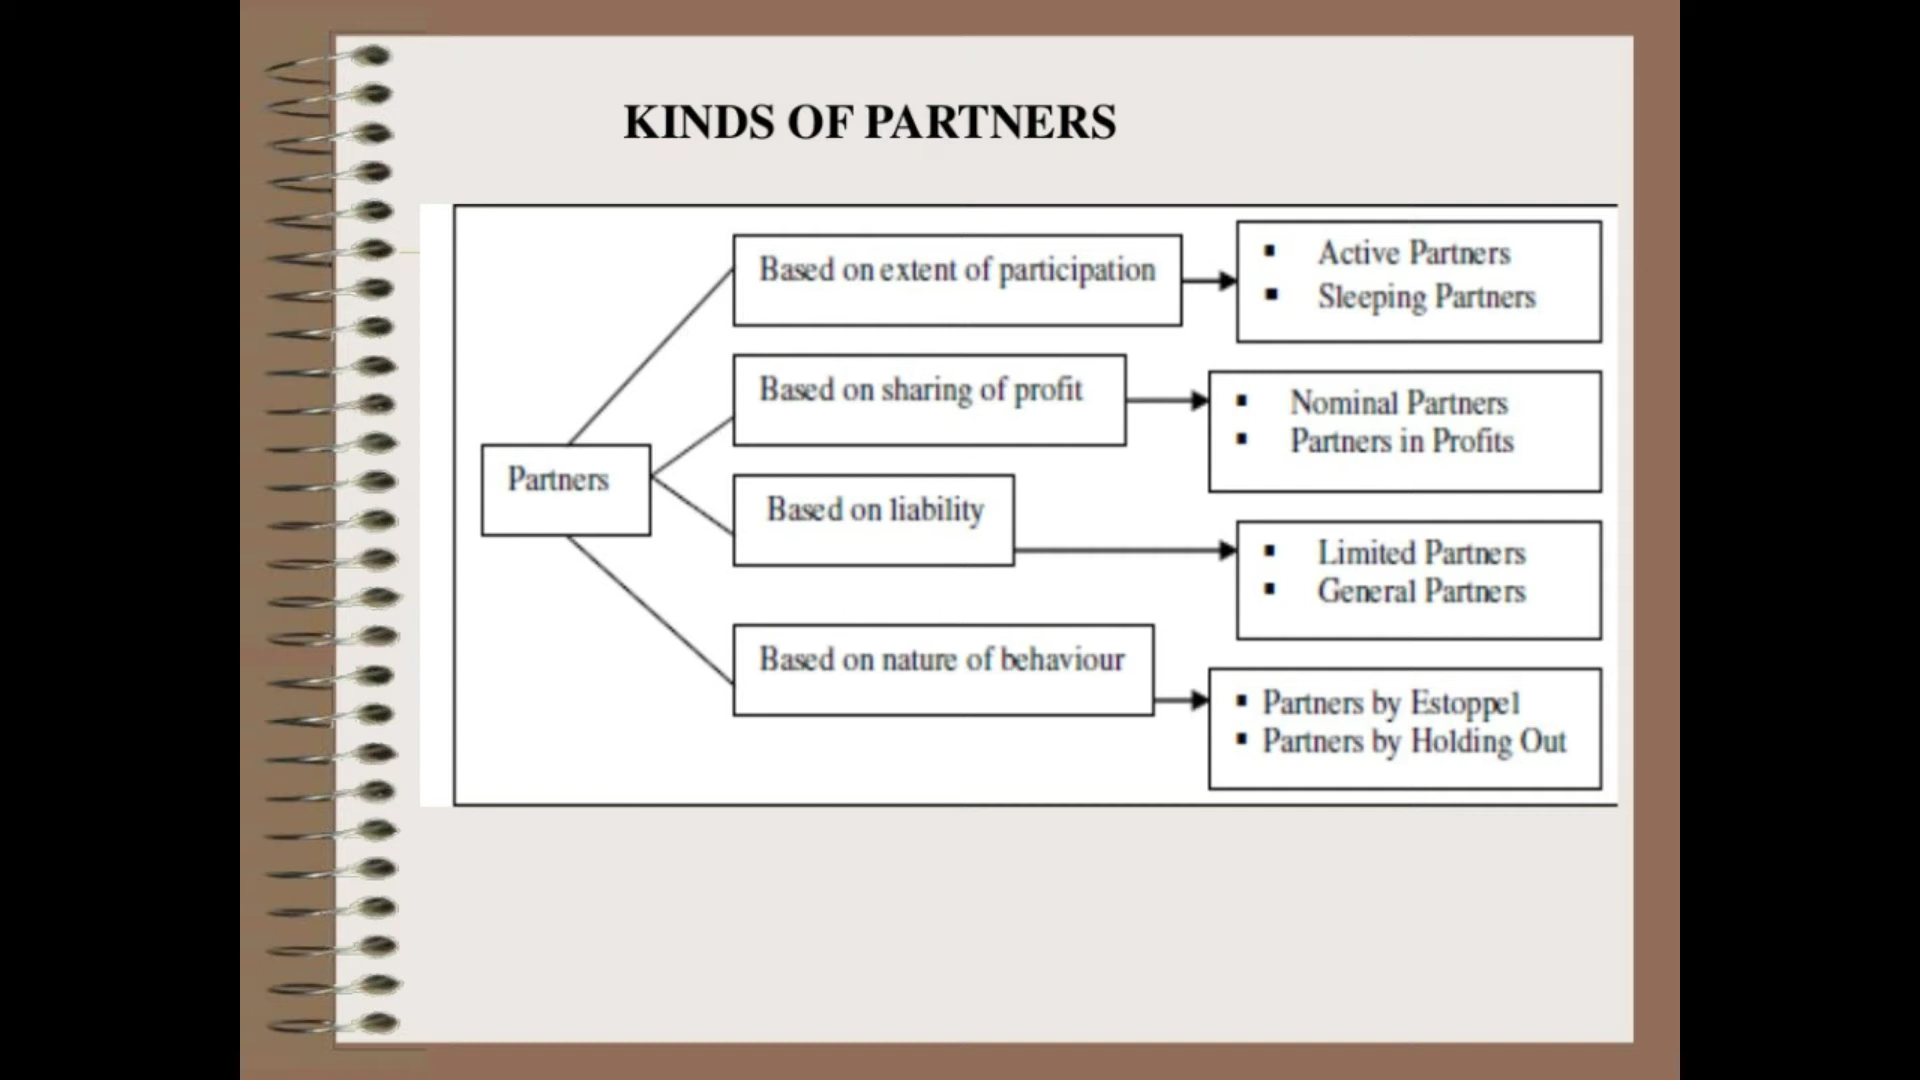 KINDS OF PARTNERS
Based on extent of participation
▪ Active Partners
▪ Sleeping Partners
Based on sharing of profit
▪ Nominal Partners
▪ Partners in Profits
Partners
Based on liability
▪ Limited Partners
▪ General Partners
Based on nature of behaviour
▪ Partners by Estoppel
▪ Partners by Holding Out